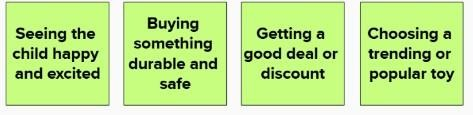 Seeing the
child happy
and excited
Buying
something
durable and
safe
Getting a
good deal or
discount
Choosing a
trending or
popular toy